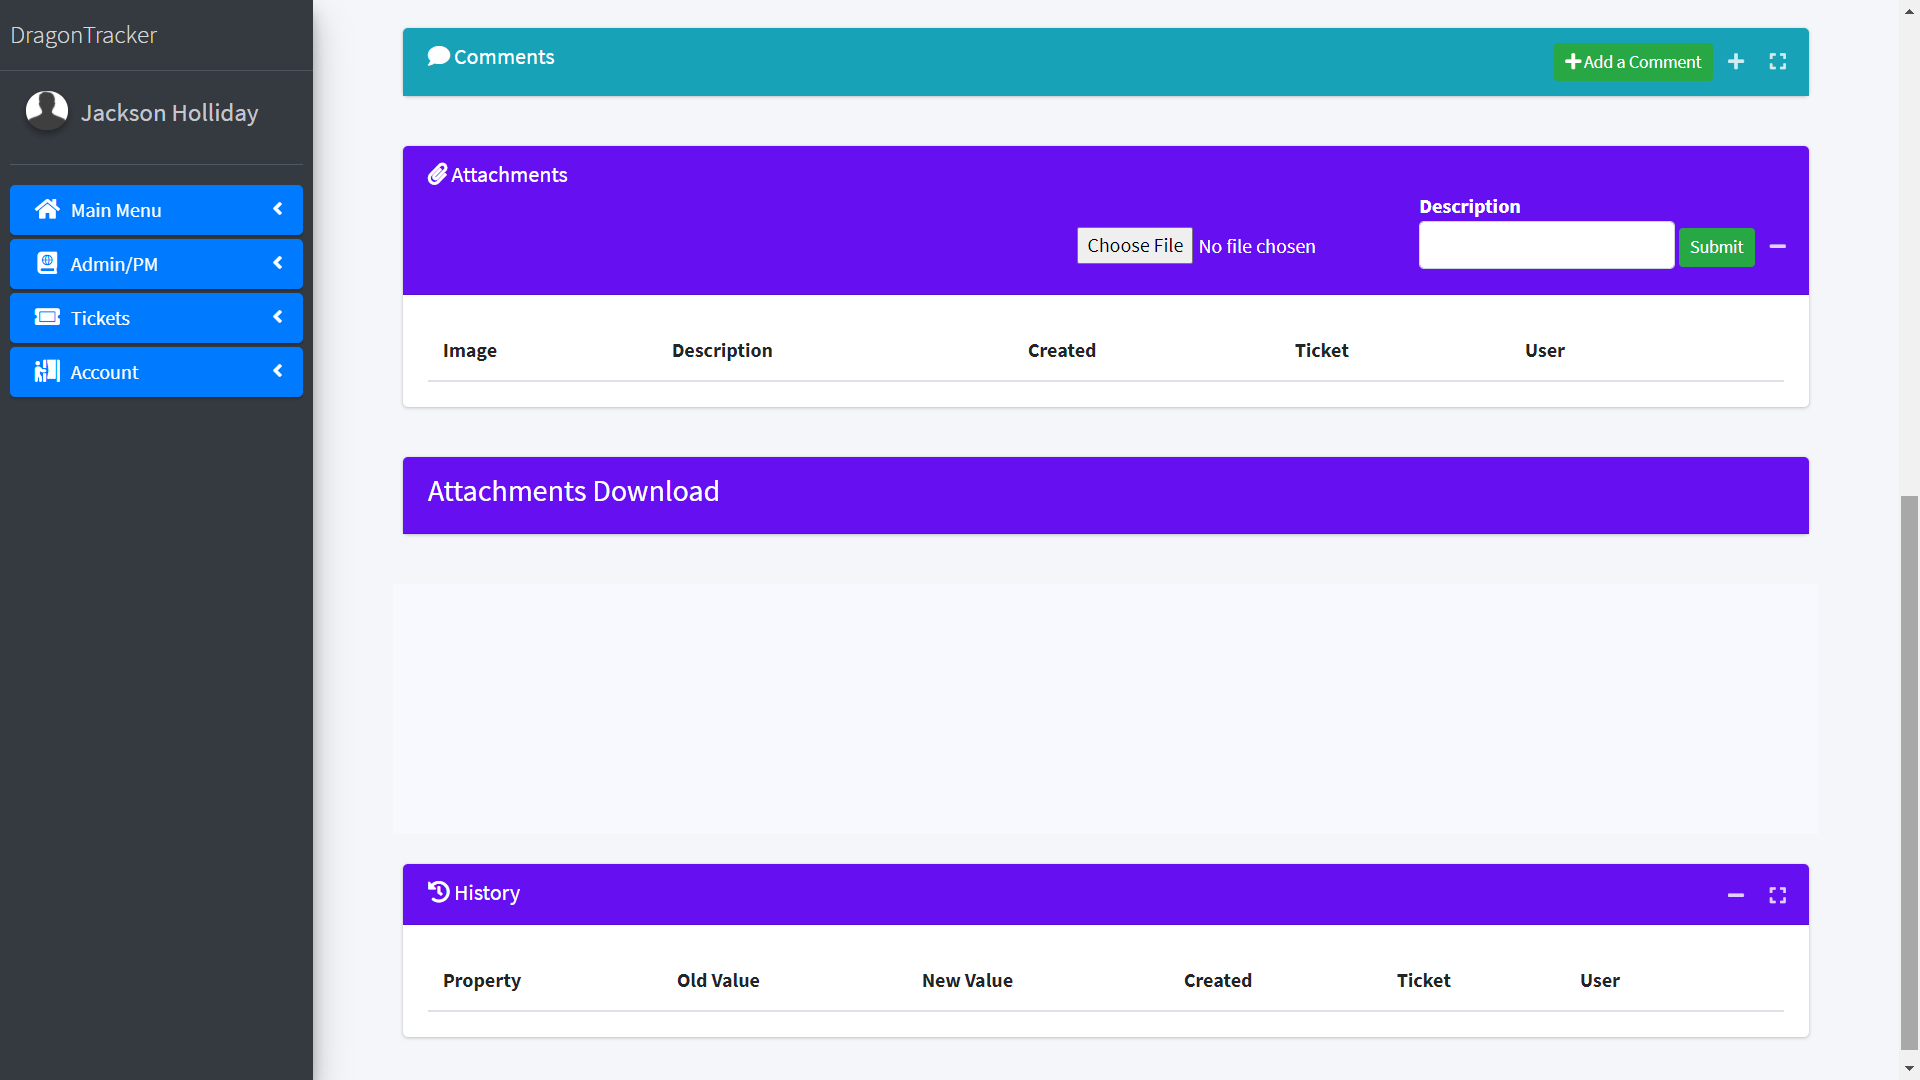 DragonTracker
Jackson Holliday
Main Menu
Admin/PM
Tickets
Account
Comments
Add a Comment
Attachments
Description
Choose File No file chosen
Submit
Image Description Created Ticket User
Attachments Download
History
Property Old Value New Value Created Ticket User